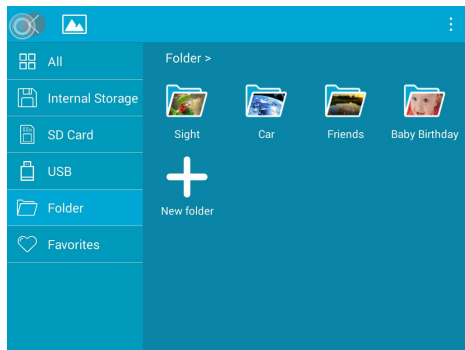 All
Internal Storage
SD Card
USB
Folder
Favorites
Folder >
Sight
Car
Friends
Baby Birthday
New folder